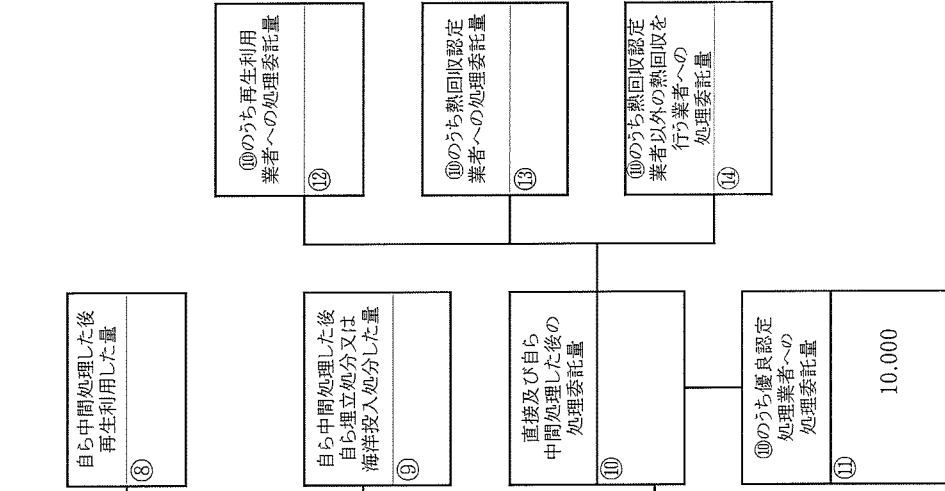 自ら中間処理した後
再生利用した量
⑧
自ら中間処理した後
自ら埋立処分又は
海洋投入処分した量
⑨
直接及び自ら
中間処理した後の
処理委託量
⑩
⑩のうち優良認定
処理業者への
処理委託量
⑪
10.000
⑩のうち再生利用
業者への処理委託量
⑫
⑩のうち熱回収認定
業者への処理委託量
⑬
⑩のうち熱回収認定
業者以外の熱回収を
行う業者への
処理委託量
⑭